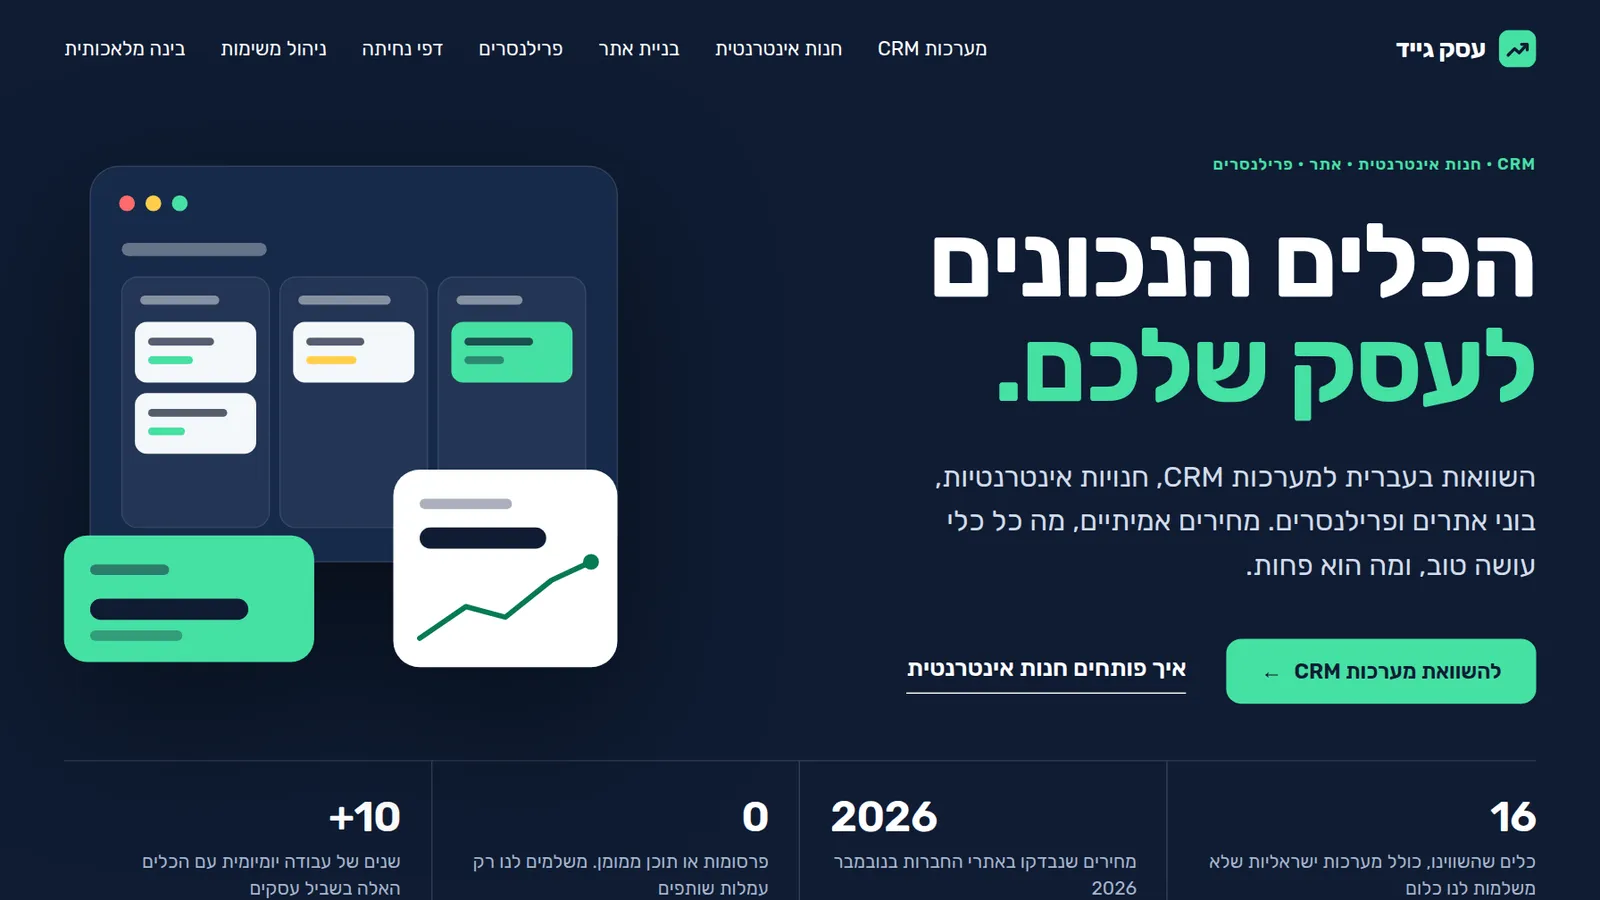 עסק גייד
מערכות CRM
חנות אינטרנטית
בניית אתר
פרילנסרים
דפי נחיתה
ניהול משימות
בינה מלאכותית
CRM • חנות אינטרנטית • אתר • פרילנסרים
הכלים הנכונים
לעסק שלכם.
השוואות בעברית למערכות CRM, חנויות אינטרנטיות,
בוני אתרים ופרילנסרים. מחירים אמיתיים, מה כל כלי
עושה טוב, ומה הוא פחות.
להשוואת מערכות CRM ←
איך פותחים חנות אינטרנטית
16
כלים שהשווינו, כולל מערכות ישראליות שלא
משלמות לנו כלום
2026
מחירים שנבדקו באתרי החברות בנובמבר
2026
0
פרסומות או תוכן ממומן. משלמים לנו רק
עמלות שותפים
10+
שנים של עבודה יומיומית עם הכלים
האלה בשביל עסקים